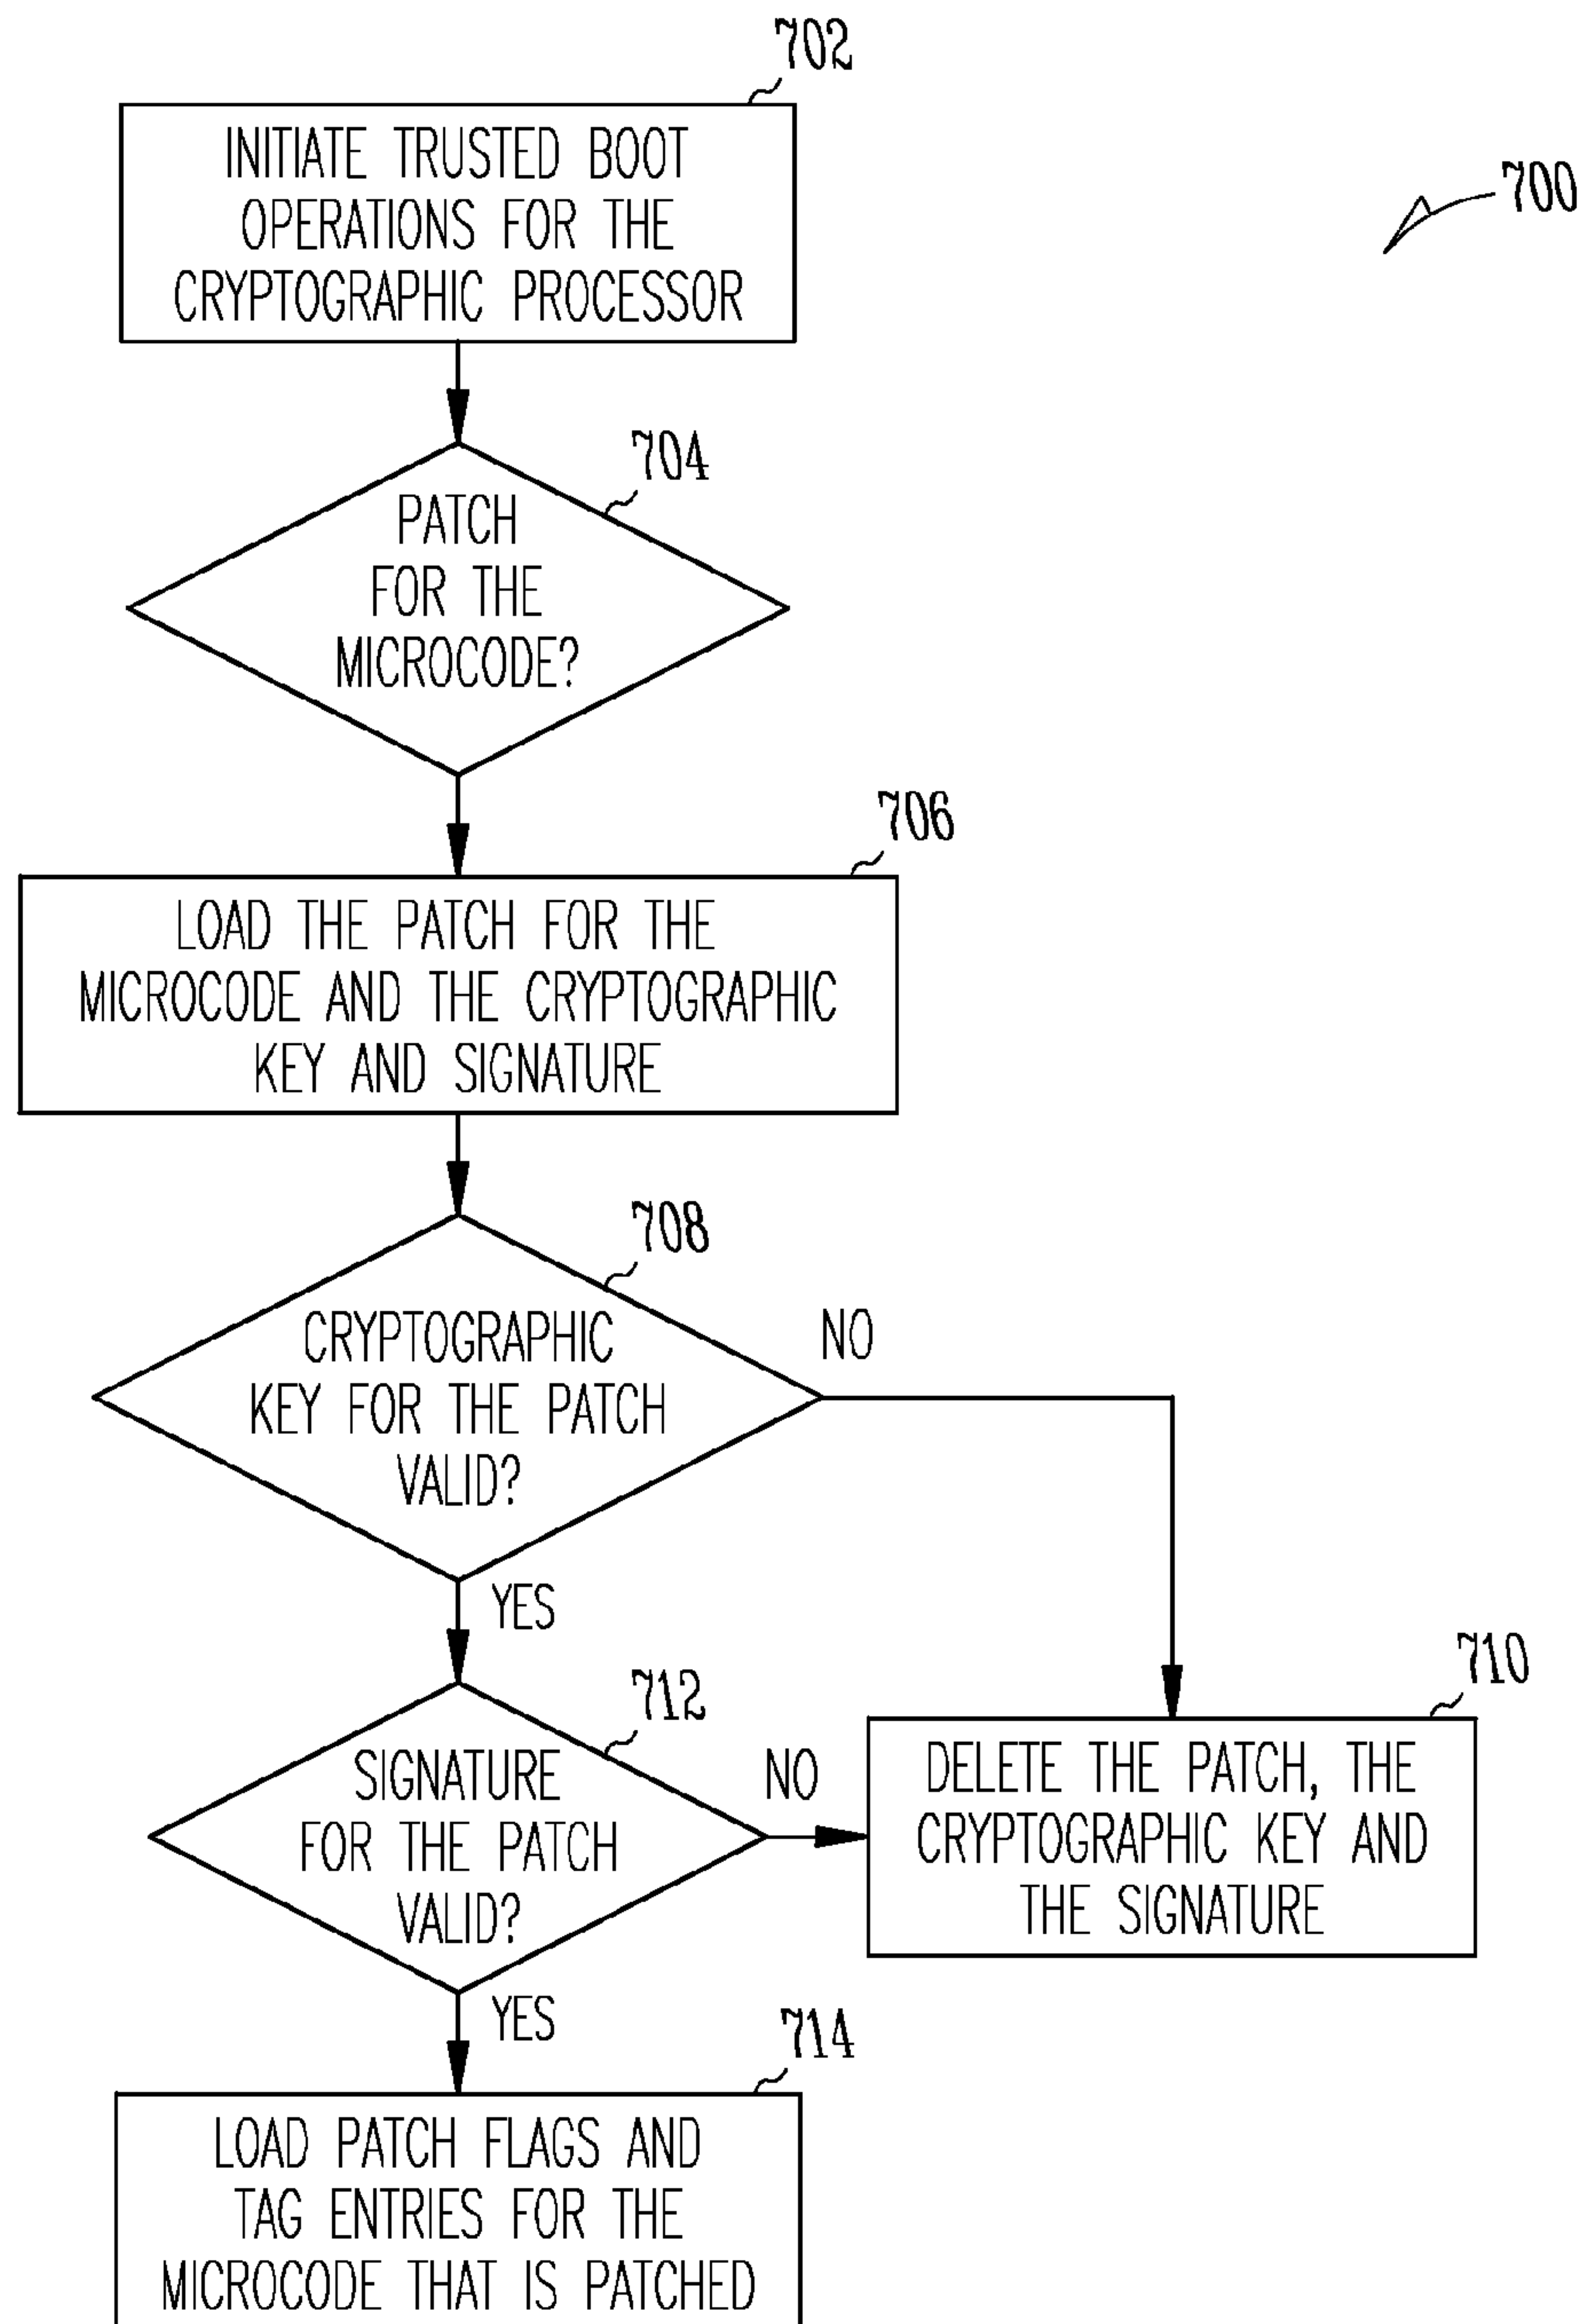 702
INITIATE TRUSTED BOOT
OPERATIONS FOR THE
CRYPTOGRAPHIC PROCESSOR
700
704
PATCH
FOR THE
MICROCODE?
706
LOAD THE PATCH FOR THE
MICROCODE AND THE CRYPTOGRAPHIC
KEY AND SIGNATURE
708
CRYPTOGRAPHIC
KEY FOR THE PATCH
VALID?
NO
YES
712
SIGNATURE
FOR THE PATCH
VALID?
NO
710
DELETE THE PATCH, THE
CRYPTOGRAPHIC KEY AND
THE SIGNATURE
YES
714
LOAD PATCH FLAGS AND
TAG ENTRIES FOR THE
MICROCODE THAT IS PATCHED